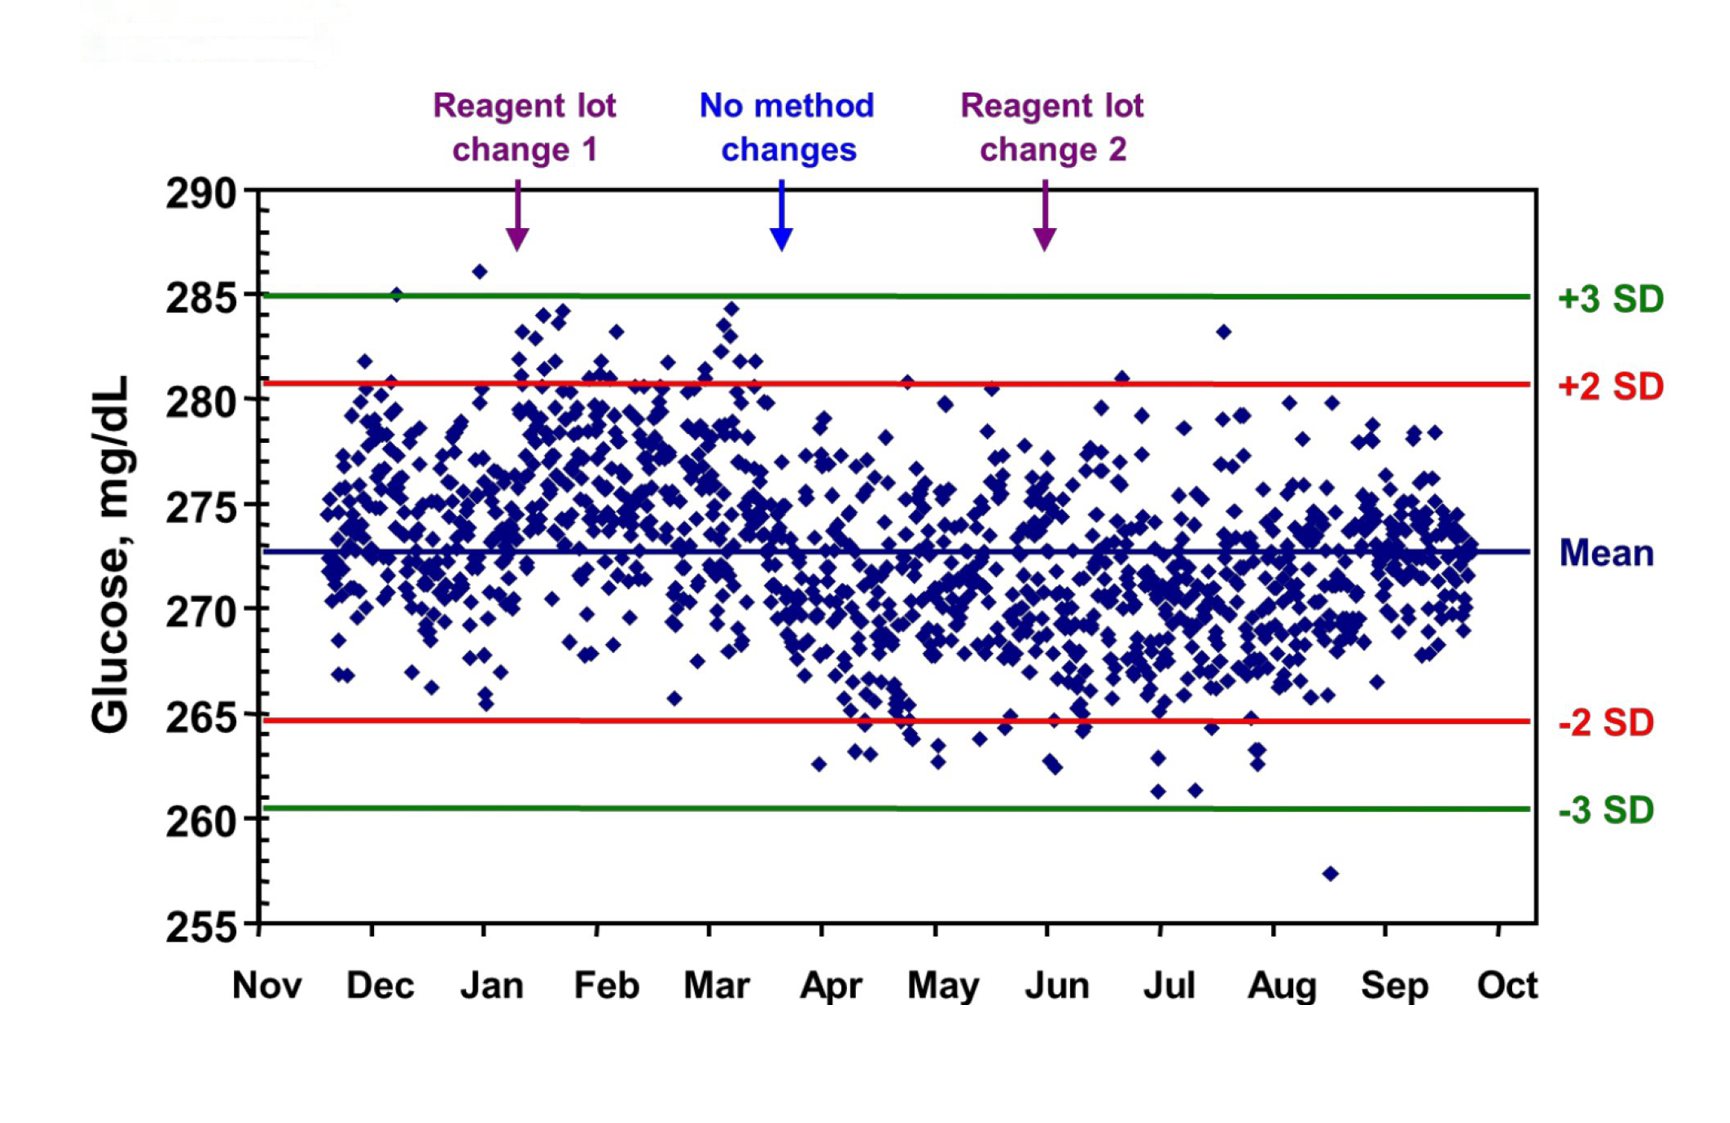 Reagent lot
change 1
No method
changes
Reagent lot
change 2
Glucose, mg/dL
290
285
280
275
270
265
260
255
+3 SD
+2 SD
Mean
-2 SD
-3 SD
Nov Dec Jan Feb Mar Apr May Jun Jul Aug Sep Oct